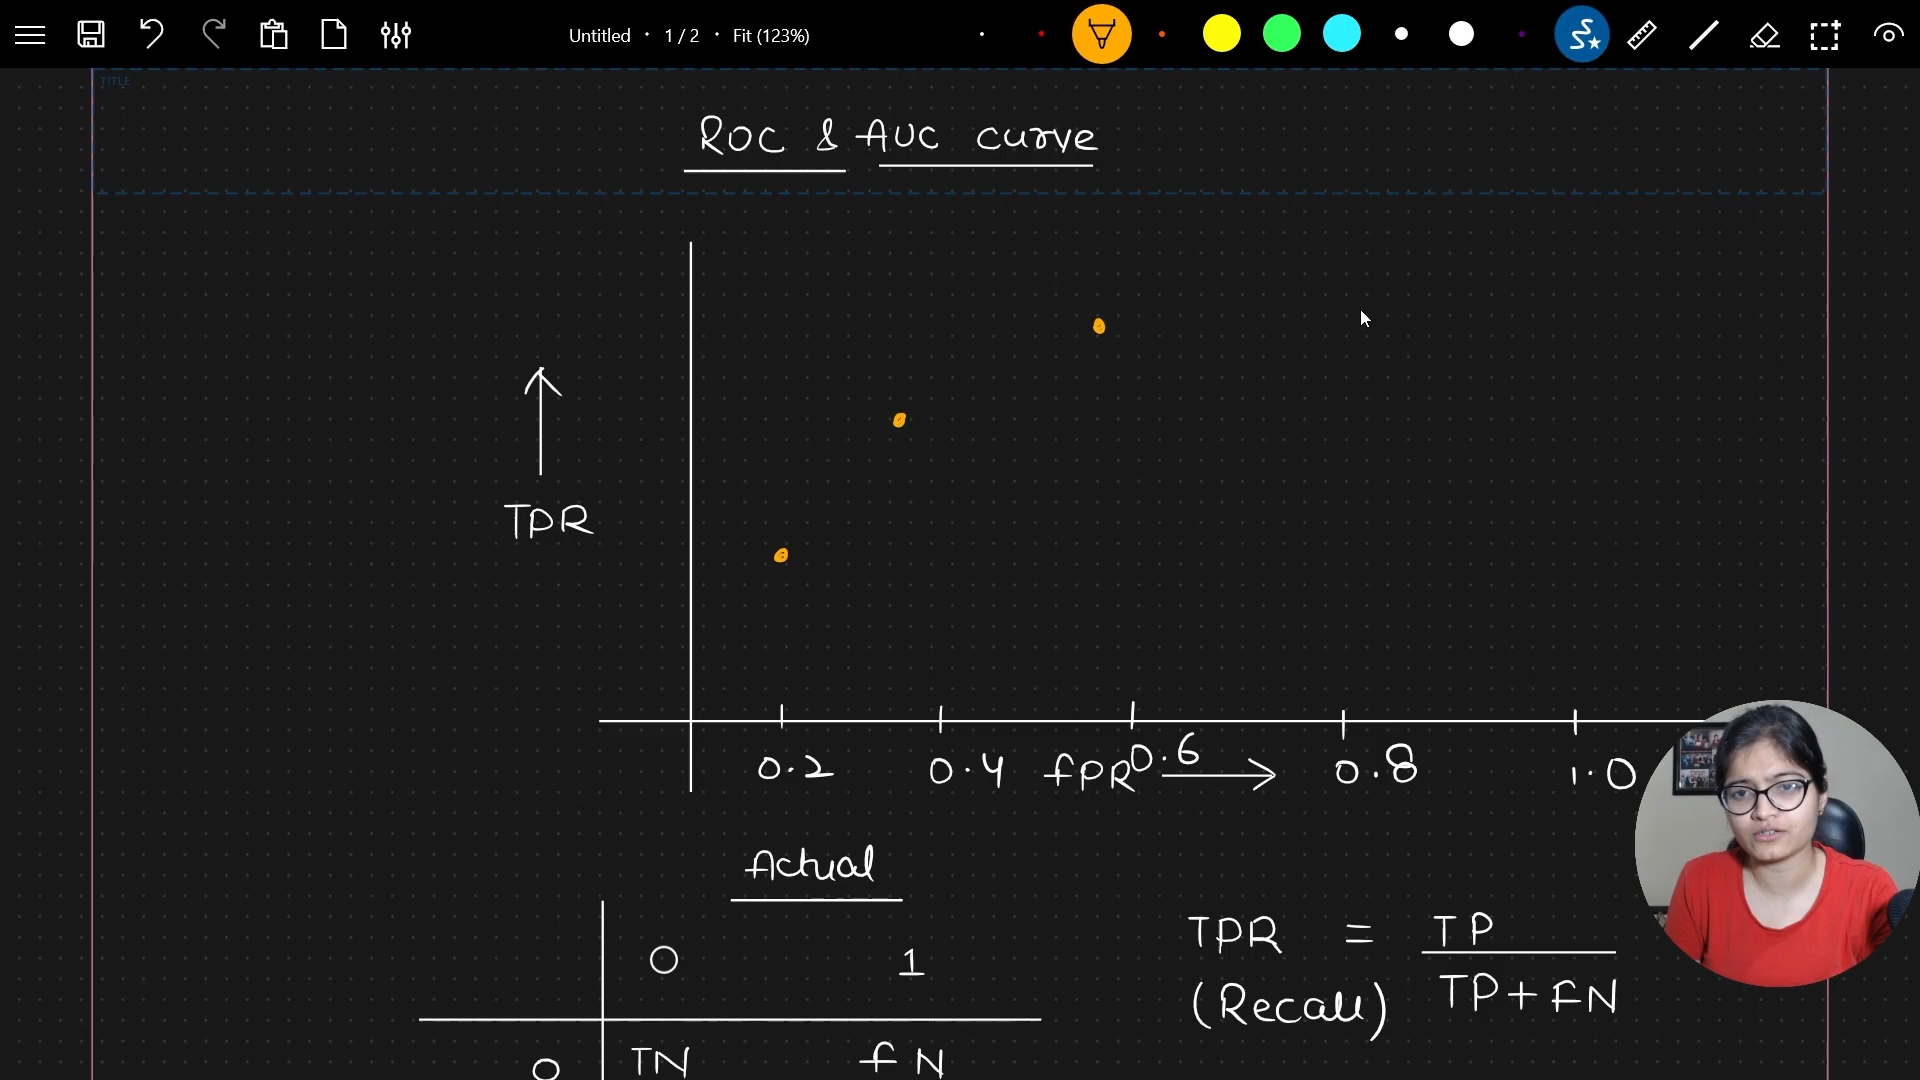 Untitled • 1 / 2 • Fit (123%)
TITLE
ROC & AUC curve
TPR
0.2 0.4 fPR 0.6 0.8 1.0
Actual
0 1
0 TN fN
TPR = TP
TP+FN
(Recall)